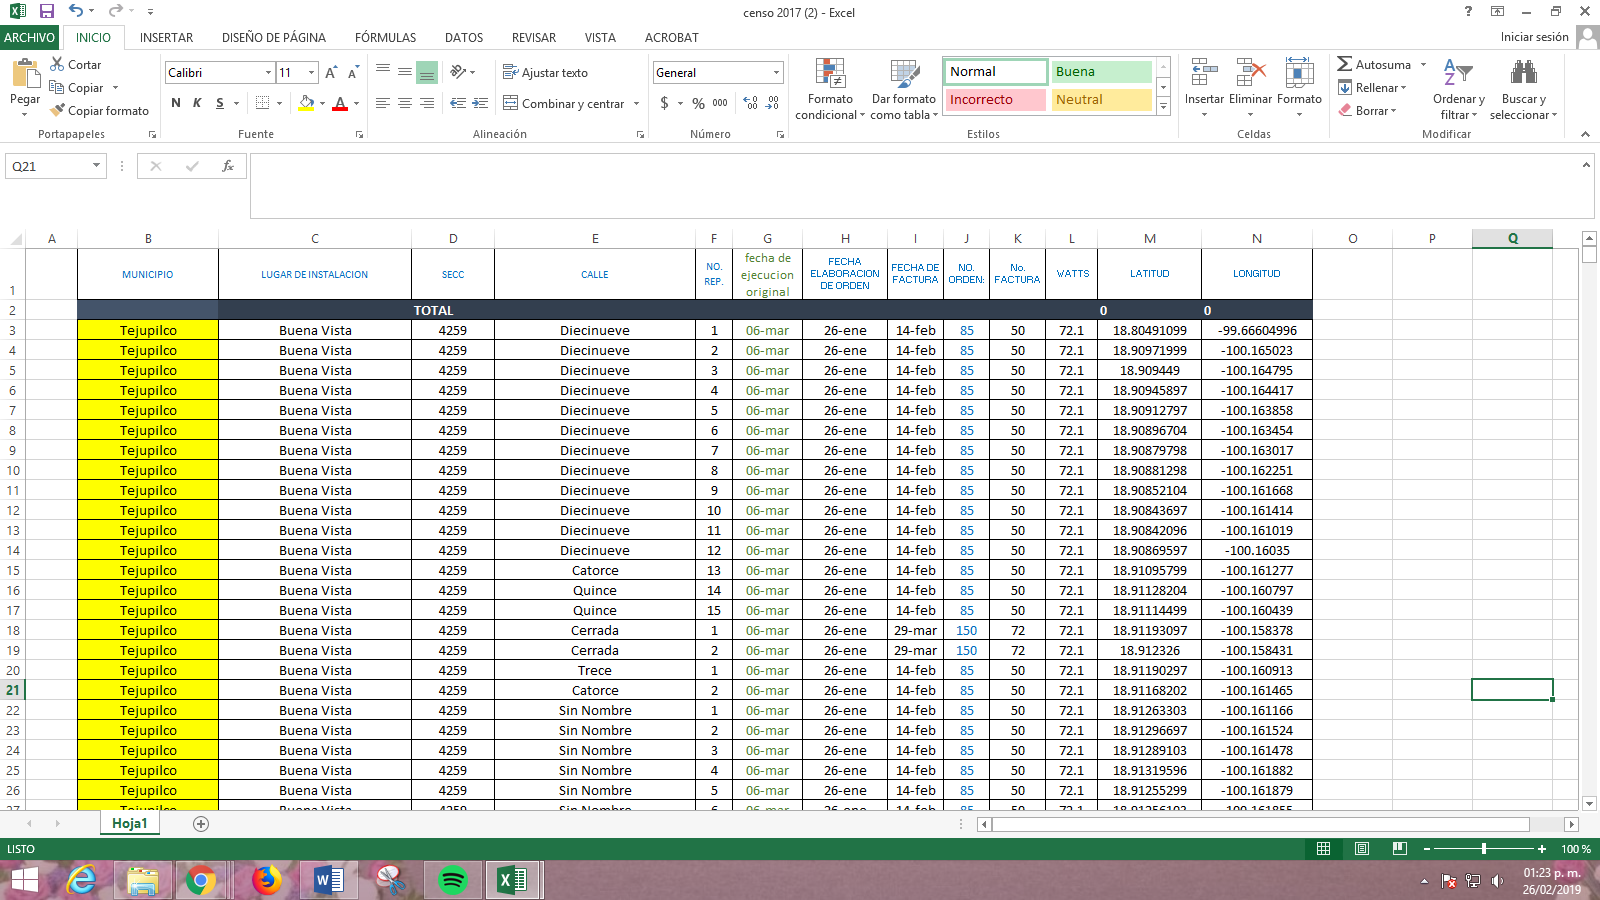 censo 2017 (2) - Excel
ARCHIVO INICIO INSERTAR DISEÑO DE PÁGINA FÓRMULAS DATOS REVISAR VISTA ACROBAT Iniciar sesión
Pegar
Cortar
Copiar
Copiar formato
Portapapeles
Calibri 11
N K S
Fuente
Ajustar texto
Combinar y centrar
Alineación
General
$ % 000
Número
Formato condicional
Dar formato como tabla
Normal Buena
Incorrecto Neutral
Estilos
Insertar Eliminar Formato
Celdas
Autosuma
Rellenar
Borrar
Ordenar y filtrar
Buscar y seleccionar
Modificar
Q21 fx
A B C D E F G H I J K L M N O P Q
1 MUNICIPIO LUGAR DE INSTALACION SECC CALLE NO. REP. fecha de ejecucion original FECHA ELABORACION DE ORDEN FECHA DE FACTURA NO. ORDEN: No. FACTURA WATTS LATITUD LONGITUD
2 TOTAL 0 0
3 Tejupilco Buena Vista 4259 Diecinueve 1 06-mar 26-ene 14-feb 85 50 72.1 18.80491099 -99.66604996
4 Tejupilco Buena Vista 4259 Diecinueve 2 06-mar 26-ene 14-feb 85 50 72.1 18.90971999 -100.165023
5 Tejupilco Buena Vista 4259 Diecinueve 3 06-mar 26-ene 14-feb 85 50 72.1 18.909449 -100.164795
6 Tejupilco Buena Vista 4259 Diecinueve 4 06-mar 26-ene 14-feb 85 50 72.1 18.90945897 -100.164417
7 Tejupilco Buena Vista 4259 Diecinueve 5 06-mar 26-ene 14-feb 85 50 72.1 18.90912797 -100.163858
8 Tejupilco Buena Vista 4259 Diecinueve 6 06-mar 26-ene 14-feb 85 50 72.1 18.90896704 -100.163454
9 Tejupilco Buena Vista 4259 Diecinueve 7 06-mar 26-ene 14-feb 85 50 72.1 18.90879798 -100.163017
10 Tejupilco Buena Vista 4259 Diecinueve 8 06-mar 26-ene 14-feb 85 50 72.1 18.90881298 -100.162251
11 Tejupilco Buena Vista 4259 Diecinueve 9 06-mar 26-ene 14-feb 85 50 72.1 18.90852104 -100.161668
12 Tejupilco Buena Vista 4259 Diecinueve 10 06-mar 26-ene 14-feb 85 50 72.1 18.90843697 -100.161414
13 Tejupilco Buena Vista 4259 Diecinueve 11 06-mar 26-ene 14-feb 85 50 72.1 18.90842096 -100.161019
14 Tejupilco Buena Vista 4259 Diecinueve 12 06-mar 26-ene 14-feb 85 50 72.1 18.90869597 -100.16035
15 Tejupilco Buena Vista 4259 Catorce 13 06-mar 26-ene 14-feb 85 50 72.1 18.91095799 -100.161277
16 Tejupilco Buena Vista 4259 Quince 14 06-mar 26-ene 14-feb 85 50 72.1 18.91128204 -100.160797
17 Tejupilco Buena Vista 4259 Quince 15 06-mar 26-ene 14-feb 85 50 72.1 18.91114499 -100.160439
18 Tejupilco Buena Vista 4259 Cerrada 1 06-mar 26-ene 29-mar 150 72 72.1 18.91193097 -100.158378
19 Tejupilco Buena Vista 4259 Cerrada 2 06-mar 26-ene 29-mar 150 72 72.1 18.912326 -100.158431
20 Tejupilco Buena Vista 4259 Trece 1 06-mar 26-ene 14-feb 85 50 72.1 18.91190297 -100.160913
21 Tejupilco Buena Vista 4259 Catorce 2 06-mar 26-ene 14-feb 85 50 72.1 18.91168202 -100.161465
22 Tejupilco Buena Vista 4259 Sin Nombre 1 06-mar 26-ene 14-feb 85 50 72.1 18.91263303 -100.161166
23 Tejupilco Buena Vista 4259 Sin Nombre 2 06-mar 26-ene 14-feb 85 50 72.1 18.91296697 -100.161524
24 Tejupilco Buena Vista 4259 Sin Nombre 3 06-mar 26-ene 14-feb 85 50 72.1 18.91289103 -100.161478
25 Tejupilco Buena Vista 4259 Sin Nombre 4 06-mar 26-ene 14-feb 85 50 72.1 18.91319596 -100.161882
26 Tejupilco Buena Vista 4259 Sin Nombre 5 06-mar 26-ene 14-feb 85 50 72.1 18.91255299 -100.161879
Hoja1
LISTO 100 %
01:23 p. m.
26/02/2019